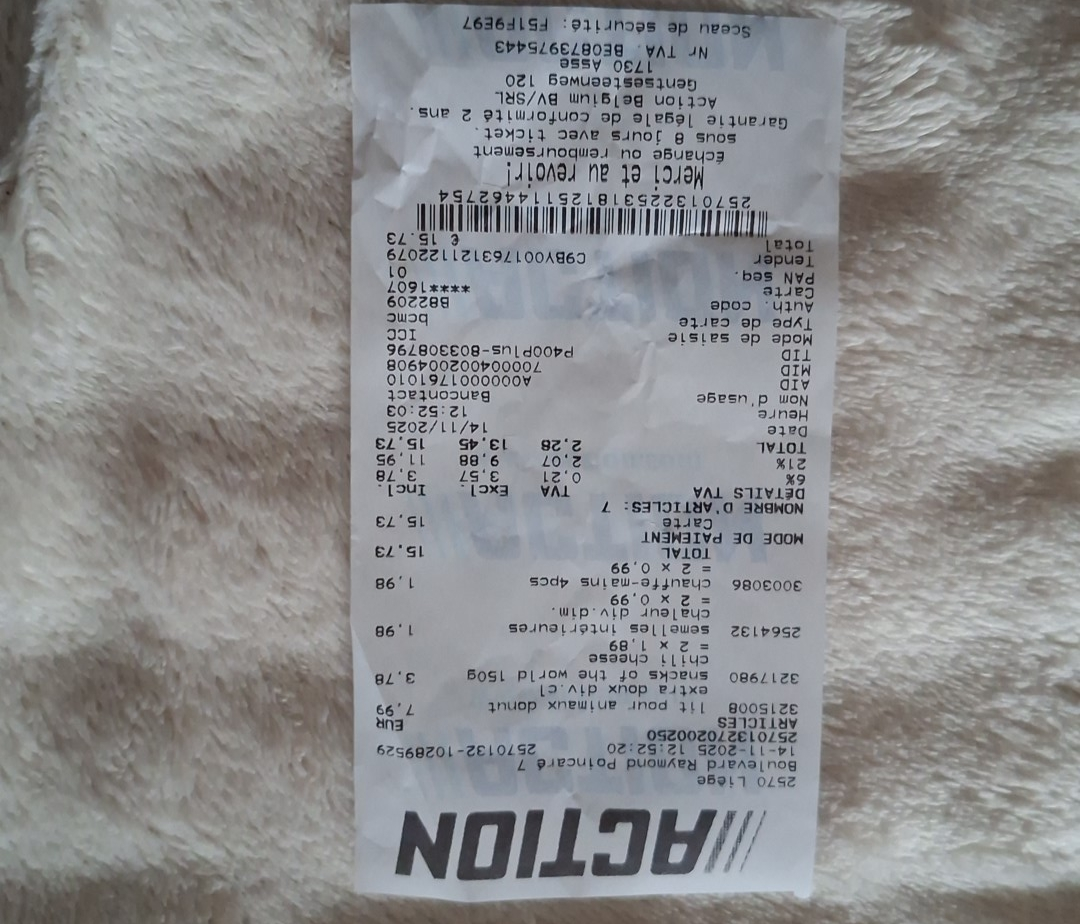 ACTION
2570 Liège
Boulevard Raymond Poincaré 7
14-11-2025 12:52:20 2570132-10289529
257013270200250
ARTICLES EUR
3215008 lit pour animaux donut 7,99
extra doux div.cl
3217980 snacks of the world 150g 3,78
chili cheese
= 2 x 1,89
2564132 semelles intérieures 1,98
chaleur div.dim.
= 2 x 0,99
3003086 chauffe-mains 4pcs 1,98
= 2 x 0,99
TOTAL 15,73
MODE DE PAIEMENT
Carte 15,73
NOMBRE D'ARTICLES: 7
DÉTAILS TVA TVA Excl. Incl.
6% 0,21 3,57 3,78
21% 2,07 9,88 11,95
TOTAL 2,28 13,45 15,73
Date 14/11/2025
Heure 12:52:03
Nom d'usage Bancontact
AID A0000001761010
MID 700004002004908
TID P400Plus-803308796
Mode de saisie ICC
Type de carte bcmc
Auth. code B82209
Carte ****1607
PAN seq. 01
Tender C9BY001763121122079
Total € 15.73
2570132253181251144462754
Merci et au revoir!
Échange ou remboursement
sous 8 jours avec ticket.
Garantie légale de conformité 2 ans.
Action Belgium BV/SRL
Gentsesteenweg 120
1730 Asse
Nr TVA. BE0873975443
Sceau de sécurité: F51F9E97